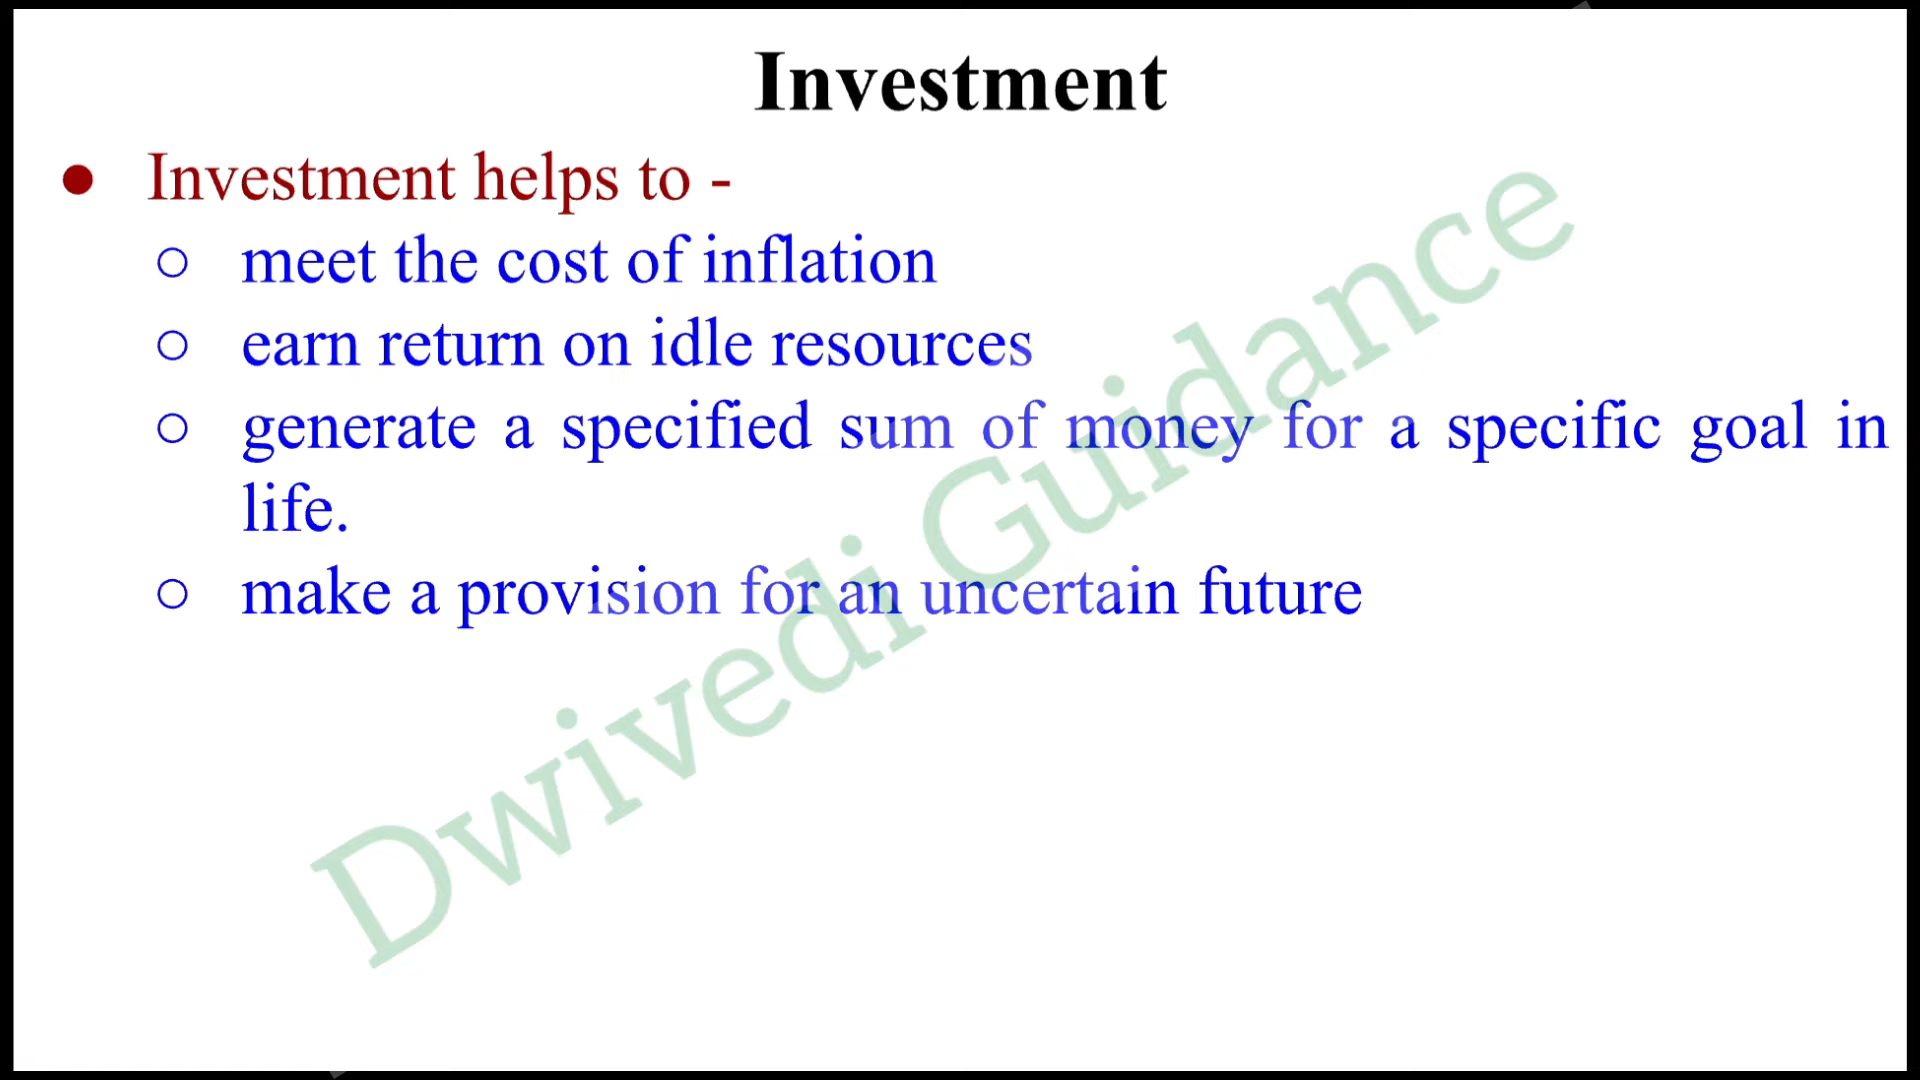 Investment
● Investment helps to -
○ meet the cost of inflation
○ earn return on idle resources
○ generate a specified sum of money for a specific goal in
life.
○ make a provision for an uncertain future
Dwivedi Guidance